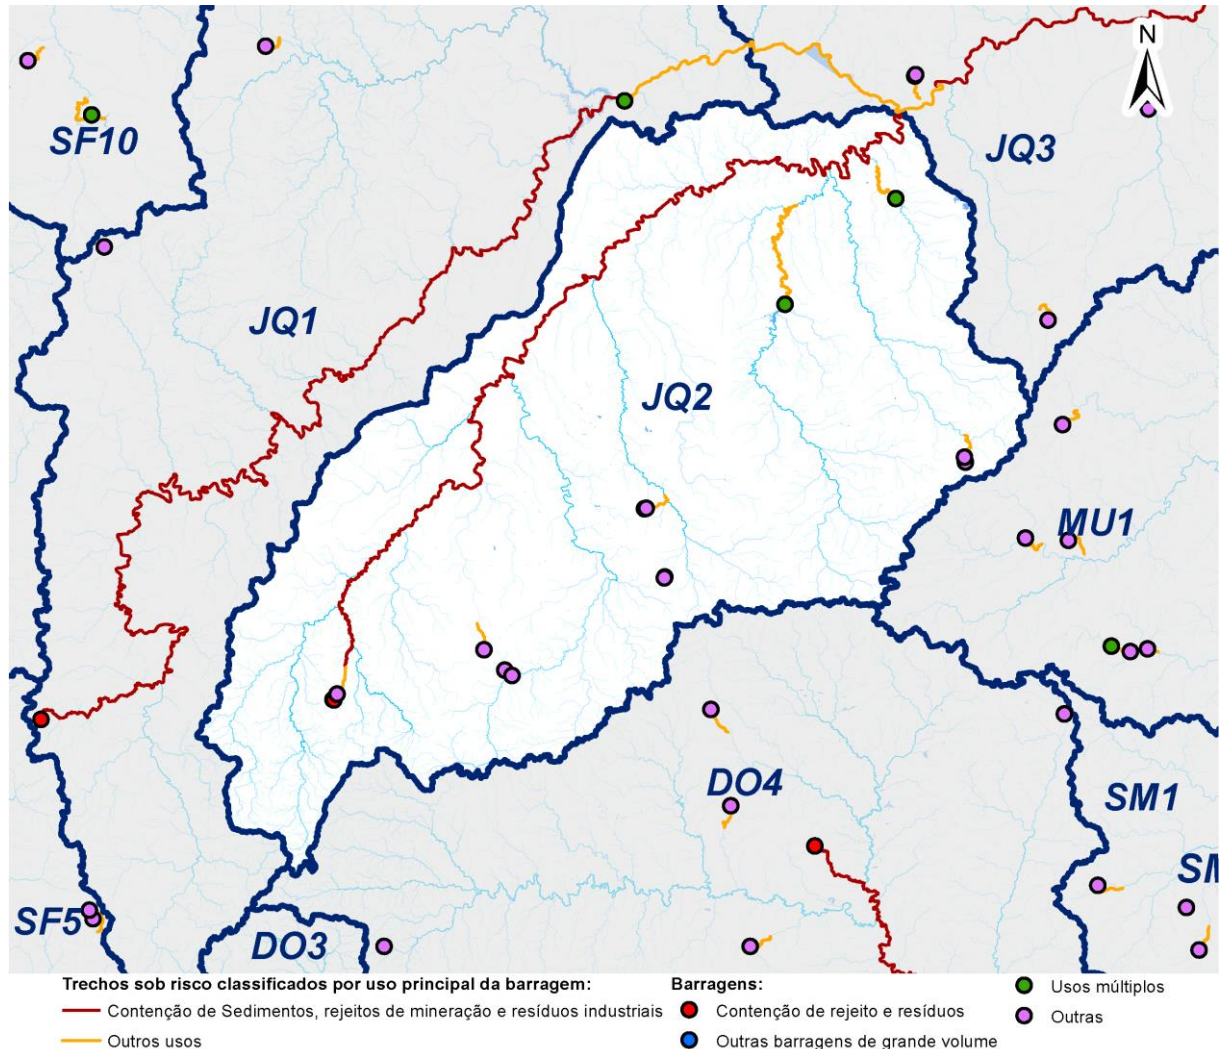 N
SF10
JQ3
JQ1
JQ2
MU1
DO4
SM1
SM
SF5
DO3
Trechos sob risco classificados por uso principal da barragem:
Contenção de Sedimentos, rejeitos de mineração e resíduos industriais
Outros usos
Barragens:
Contenção de rejeito e resíduos
Outras barragens de grande volume
Usos múltiplos
Outras